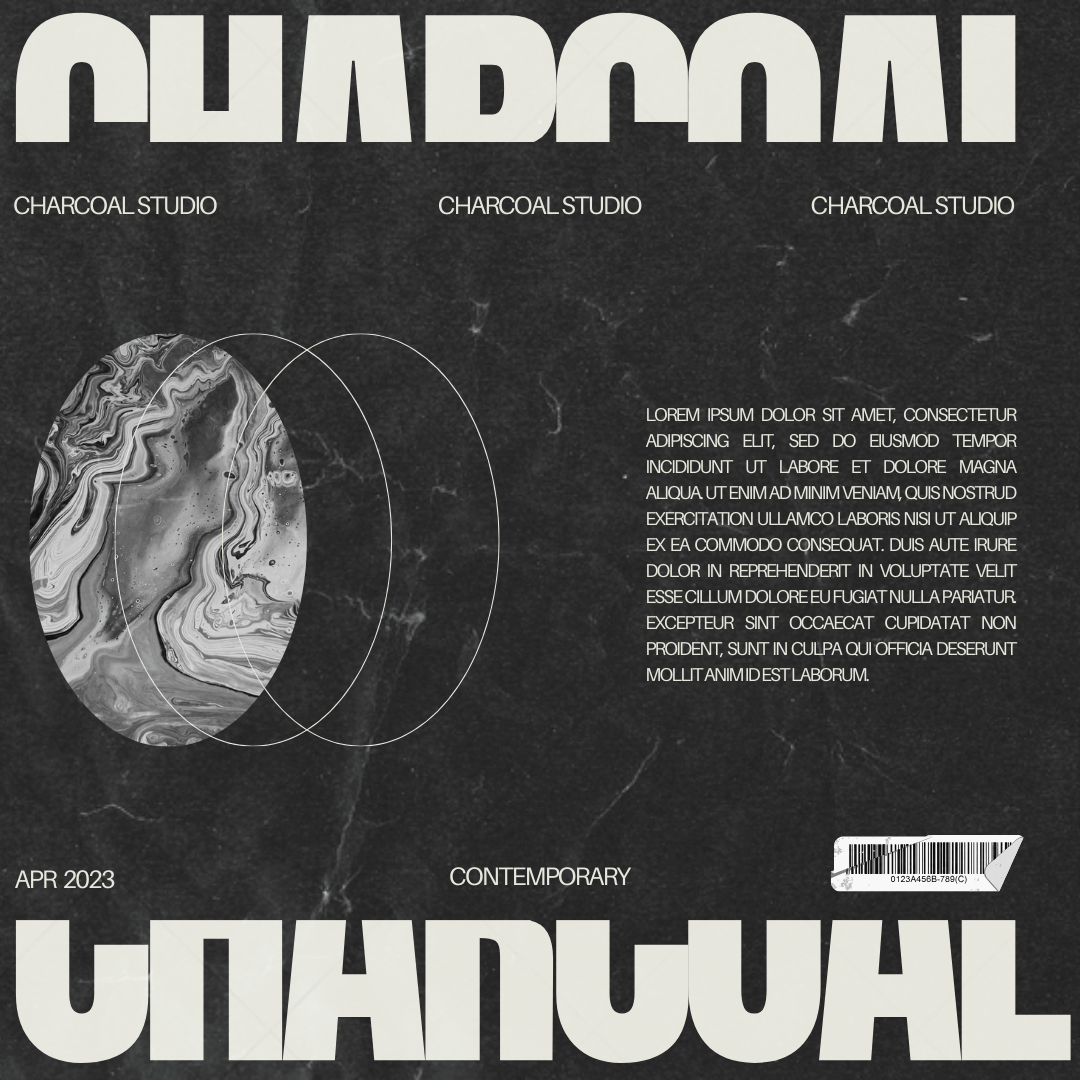 CHARCOAL
CHARCOAL STUDIO CHARCOAL STUDIO CHARCOAL STUDIO
LOREM IPSUM DOLOR SIT AMET, CONSECTETUR
ADIPISCING ELIT, SED DO EIUSMOD TEMPOR
INCIDIDUNT UT LABORE ET DOLORE MAGNA
ALIQUA. UT ENIM AD MINIM VENIAM, QUIS NOSTRUD
EXERCITATION ULLAMCO LABORIS NISI UT ALIQUIP
EX EA COMMODO CONSEQUAT. DUIS AUTE IRURE
DOLOR IN REPREHENDERIT IN VOLUPTATE VELIT
ESSE CILLUM DOLORE EU FUGIAT NULLA PARIATUR.
EXCEPTEUR SINT OCCAECAT CUPIDATAT NON
PROIDENT, SUNT IN CULPA QUI OFFICIA DESERUNT
MOLLIT ANIM ID EST LABORUM.
APR 2023 CONTEMPORARY
0123A456B-789(C)
CHARCOAL